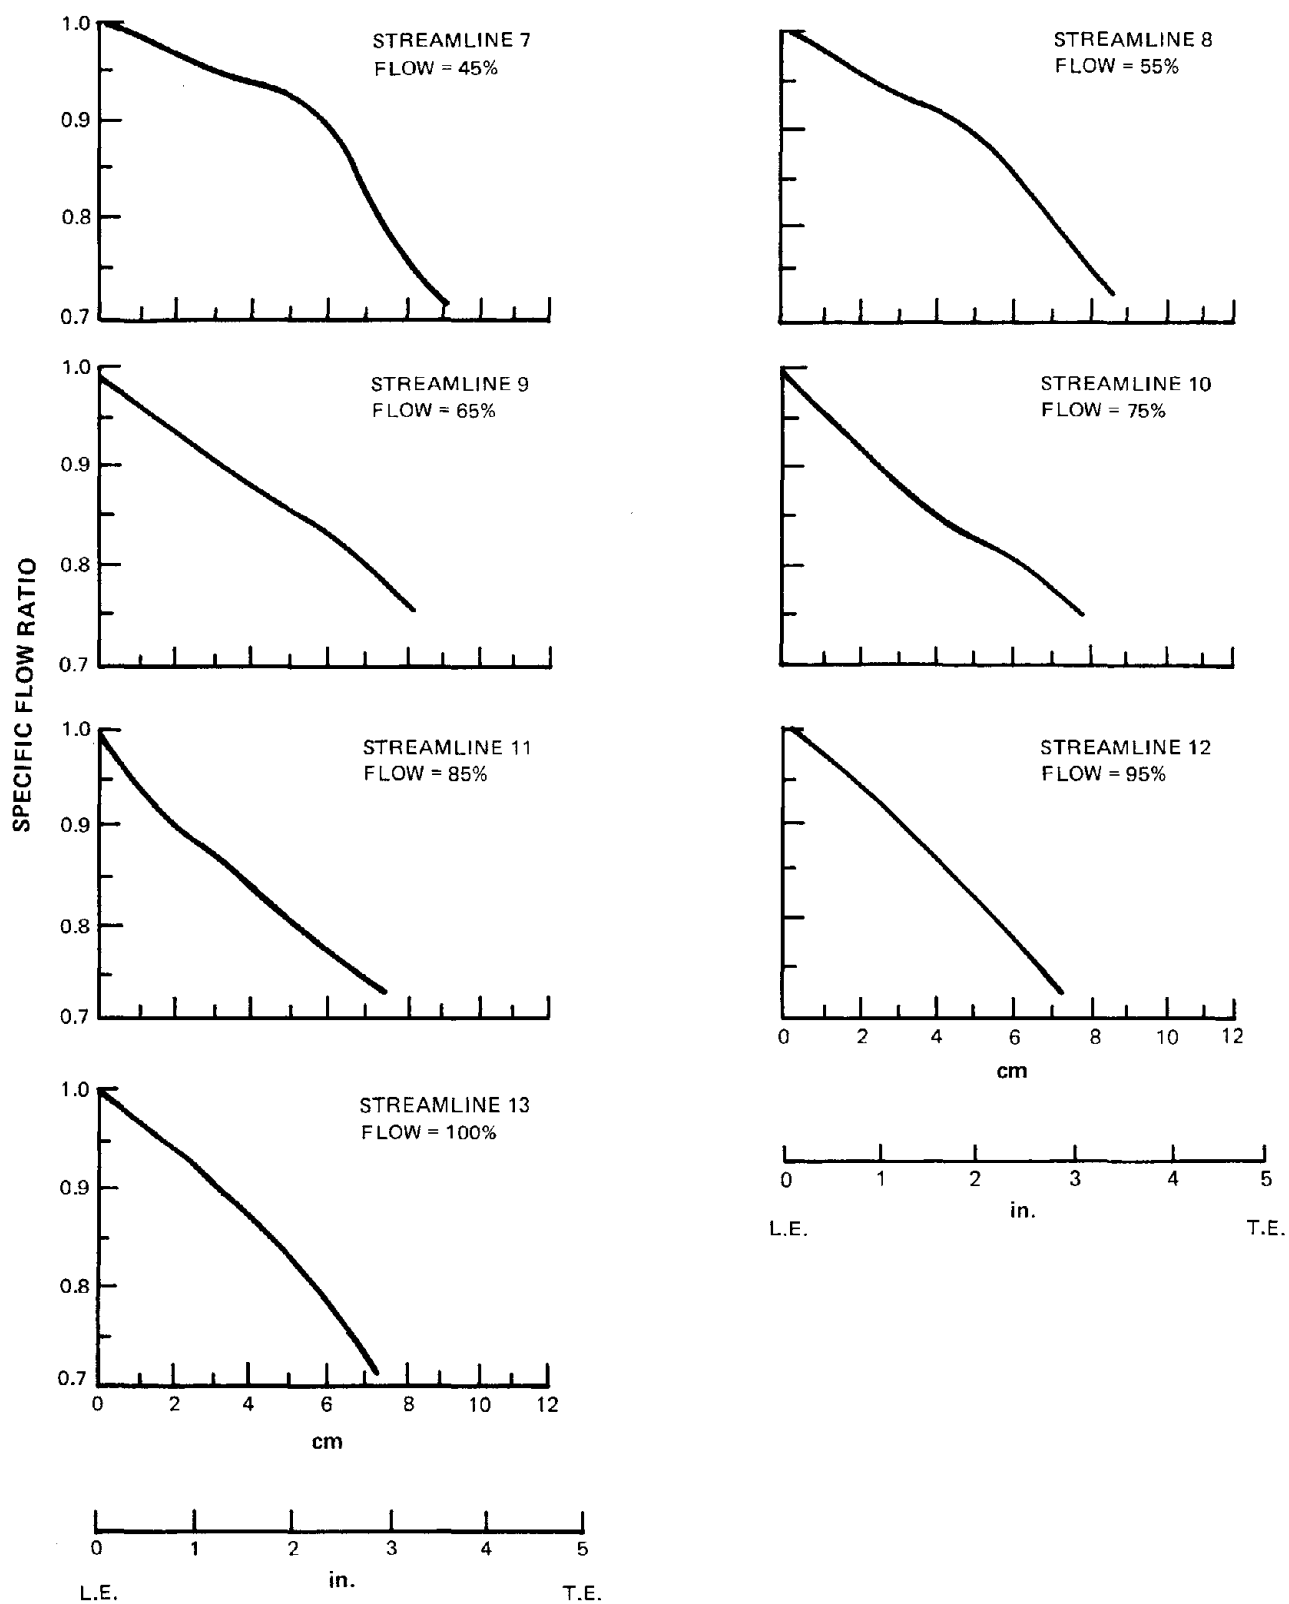 STREAMLINE 7
FLOW = 45%
1.0
0.9
0.8
0.7
STREAMLINE 8
FLOW = 55%
STREAMLINE 9
FLOW = 65%
1.0
0.9
0.8
0.7
STREAMLINE 10
FLOW = 75%
SPECIFIC FLOW RATIO
STREAMLINE 11
FLOW = 85%
1.0
0.9
0.8
0.7
STREAMLINE 12
FLOW = 95%
0 2 4 6 8 10 12
cm
0 1 2 3 4 5
in.
L.E. T.E.
STREAMLINE 13
FLOW = 100%
1.0
0.9
0.8
0.7
0 2 4 6 8 10 12
cm
0 1 2 3 4 5
in.
L.E. T.E.